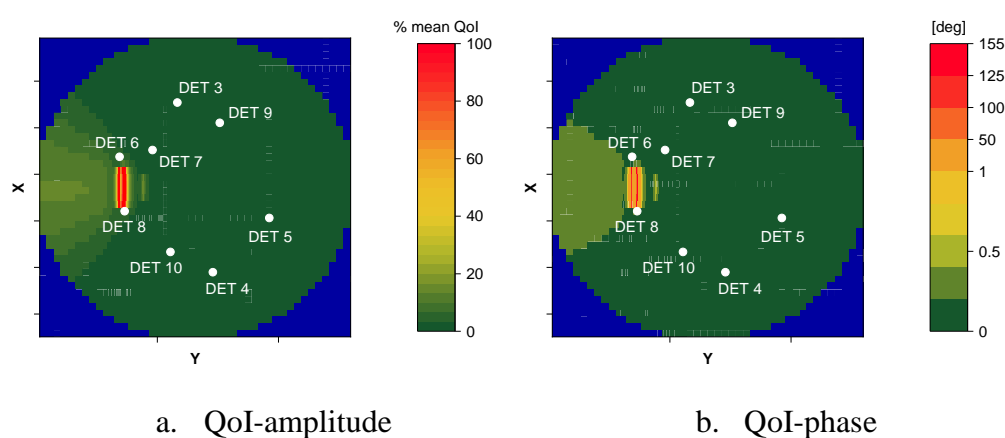 % mean QoI
[deg]
100
155
DET 3
DET 3
125
DET 9
DET 9
80
100
DET 6
DET 6
50
DET 7
DET 7
60
1
X
X
40
DET 8
DET 8
DET 5
DET 5
0.5
20
DET 10
DET 10
DET 4
DET 4
0
0
Y
Y
a. QoI-amplitude
b. QoI-phase